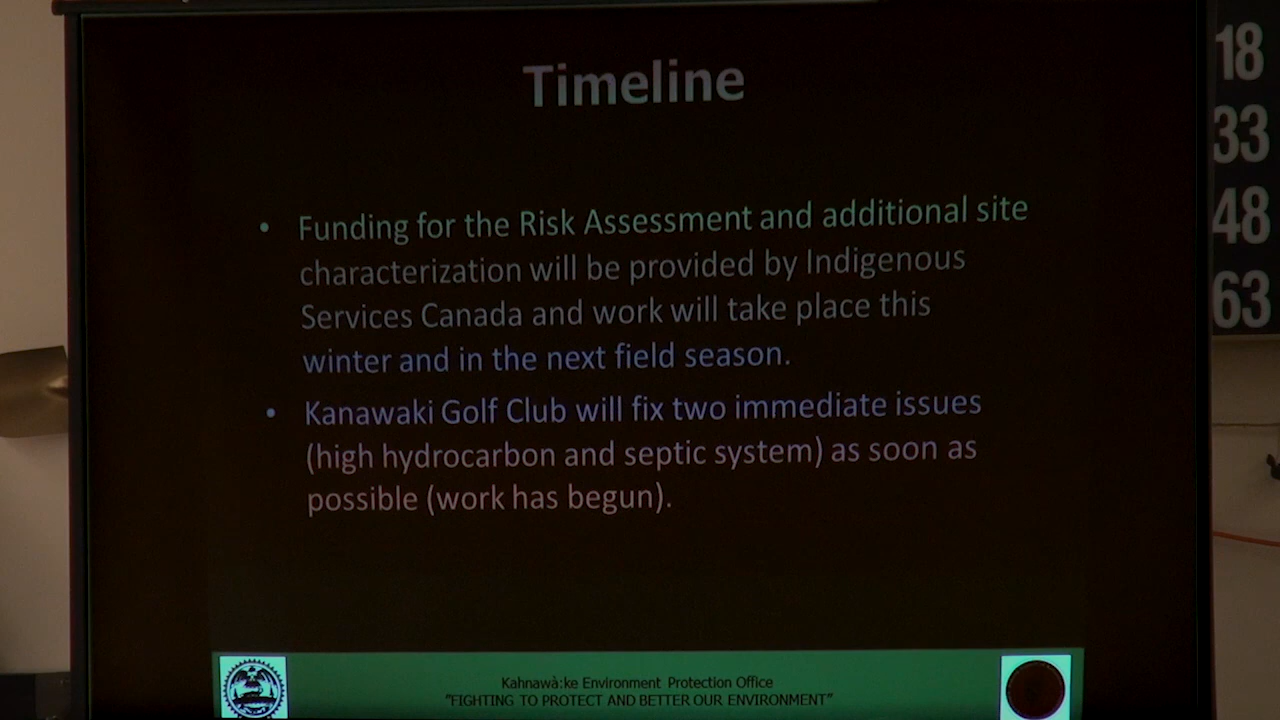 Timeline
• Funding for the Risk Assessment and additional site
characterization will be provided by Indigenous
Services Canada and work will take place this
winter and in the next field season.
• Kanawaki Golf Club will fix two immediate issues
(high hydrocarbon and septic system) as soon as
possible (work has begun).
Kahnawà:ke Environment Protection Office
"FIGHTING TO PROTECT AND BETTER OUR ENVIRONMENT"
18
33
48
63